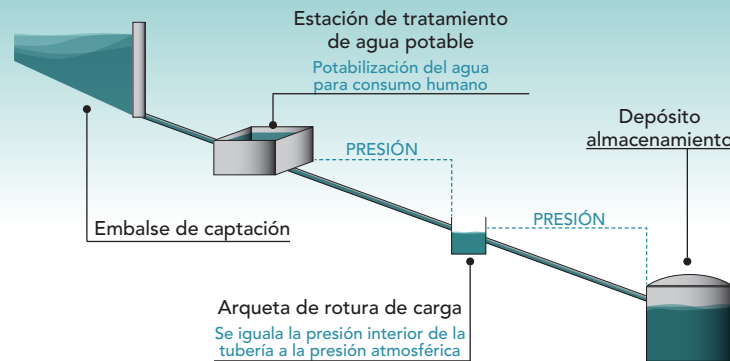 Estación de tratamiento
de agua potable
Potabilización del agua
para consumo humano
Depósito
almacenamiento
PRESIÓN
PRESIÓN
Embalse de captación
Arqueta de rotura de carga
Se iguala la presión interior de la
tubería a la presión atmosférica